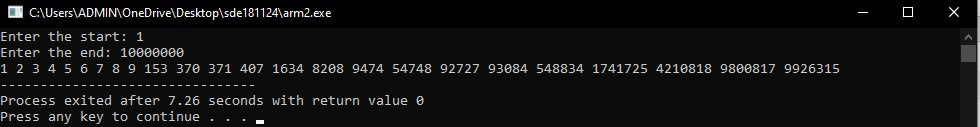 C:\Users\ADMIN\OneDrive\Desktop\sde181124\arm2.exe
Enter the start: 1
Enter the end: 10000000
1 2 3 4 5 6 7 8 9 153 370 371 407 1634 8208 9474 54748 92727 93084 548834 1741725 4210818 9800817 9926315
--------------------------------
Process exited after 7.26 seconds with return value 0
Press any key to continue . . .